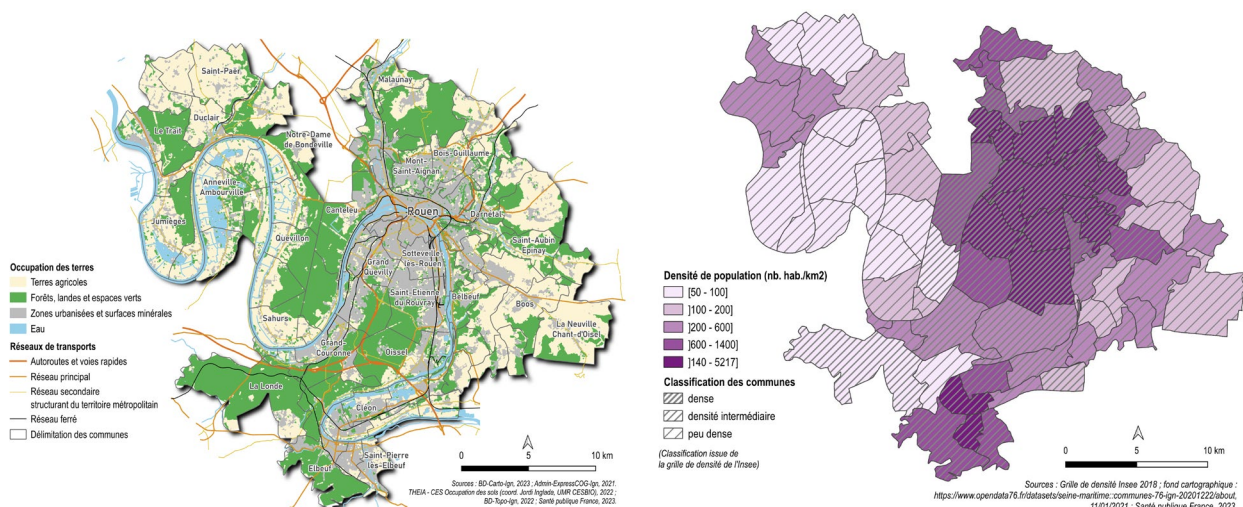 Saint-Paër
Malaunay
Duclair
Le Trait
Notre-Dame
de Bondeville
Bois-Guillaume
Mont-
Saint-Aignan
Anneville-
Ambourville
Canteleu
Rouen
Darnétal
Jumièges
Quevillon
Saint-Aubin
Epinay
Sotteville
lès-Rouen
Grand
Quevilly
Saint-Etienne
du Rouvray
Belbeuf
Boos
La Neuville
Chant-d'Oisel
Sahurs
Grand-
Couronne
Oissel
La Londe
Cléon
Saint-Pierre
lès-Elbeuf
Elbeuf
Occupation des terres
Terres agricoles
Forêts, landes et espaces verts
Zones urbanisées et surfaces minérales
Eau
Réseaux de transports
Autoroutes et voies rapides
Réseau principal
Réseau secondaire
structurant du territoire métropolitain
Réseau ferré
Délimitation des communes
0 5 10 km
Sources : BD-Carto-Ign, 2023 ; Admin-ExpressCOG-Ign, 2021.
THEIA - CES Occupation des sols (coord. Jordi Inglada, UMR CESBIO), 2022 ;
BD-Topo-Ign, 2022 ; Santé publique France, 2023.
Densité de population (nb. hab./km2)
[50 - 100]
]100 - 200]
]200 - 600]
]600 - 1400]
]140 - 5217]
Classification des communes
dense
densité intermédiaire
peu dense
(Classification issue de
la grille de densité de l'Insee)
0 5 10 km
Sources : Grille de densité Insee 2018 ; fond cartographique :
https://www.opendata76.fr/datasets/seine-maritime::communes-76-ign-20201222/about,
11/01/2021 ; Santé publique France, 2023.